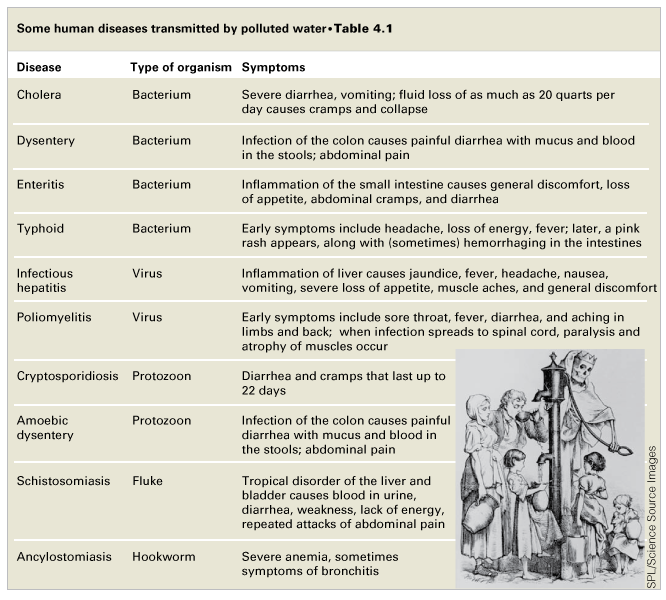 Some human diseases transmitted by polluted water•Table 4.1
Disease Type of organism Symptoms
Cholera Bacterium Severe diarrhea, vomiting; fluid loss of as much as 20 quarts per
day causes cramps and collapse
Dysentery Bacterium Infection of the colon causes painful diarrhea with mucus and blood
in the stools; abdominal pain
Enteritis Bacterium Inflammation of the small intestine causes general discomfort, loss
of appetite, abdominal cramps, and diarrhea
Typhoid Bacterium Early symptoms include headache, loss of energy, fever; later, a pink
rash appears, along with (sometimes) hemorrhaging in the intestines
Infectious Virus Inflammation of liver causes jaundice, fever, headache, nausea,
hepatitis vomiting, severe loss of appetite, muscle aches, and general discomfort
Poliomyelitis Virus Early symptoms include sore throat, fever, diarrhea, and aching in
limbs and back; when infection spreads to spinal cord, paralysis and
atrophy of muscles occur
Cryptosporidiosis Protozoon Diarrhea and cramps that last up to
22 days
Amoebic Protozoon Infection of the colon causes painful
dysentery diarrhea with mucus and blood in
the stools; abdominal pain
Schistosomiasis Fluke Tropical disorder of the liver and
bladder causes blood in urine,
diarrhea, weakness, lack of energy,
repeated attacks of abdominal pain
Ancylostomiasis Hookworm Severe anemia, sometimes
symptoms of bronchitis
SPL/Science Source Images